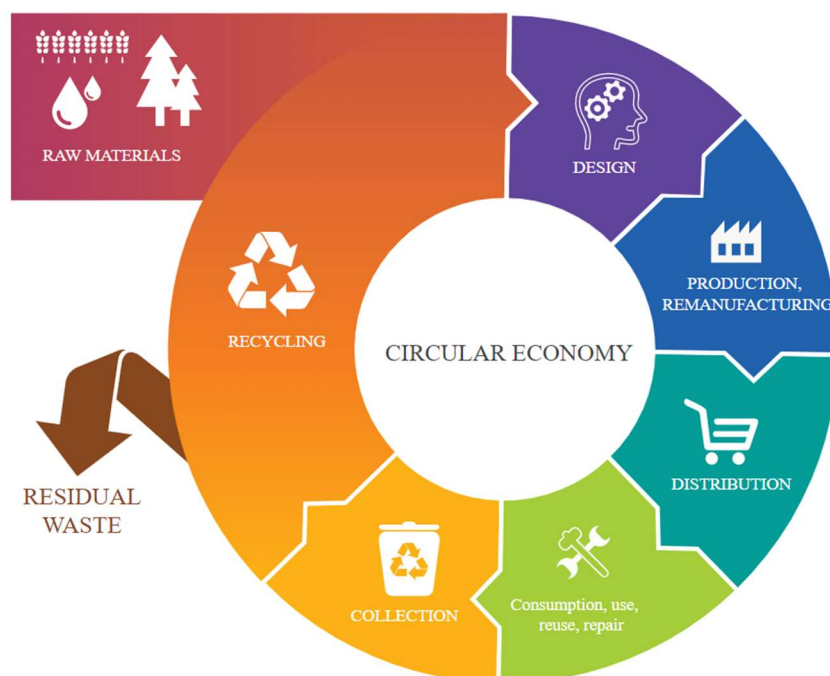 RAW MATERIALS
DESIGN
PRODUCTION,
REMANUFACTURING
RECYCLING
CIRCULAR ECONOMY
DISTRIBUTION
RESIDUAL
WASTE
COLLECTION
Consumption, use,
reuse, repair